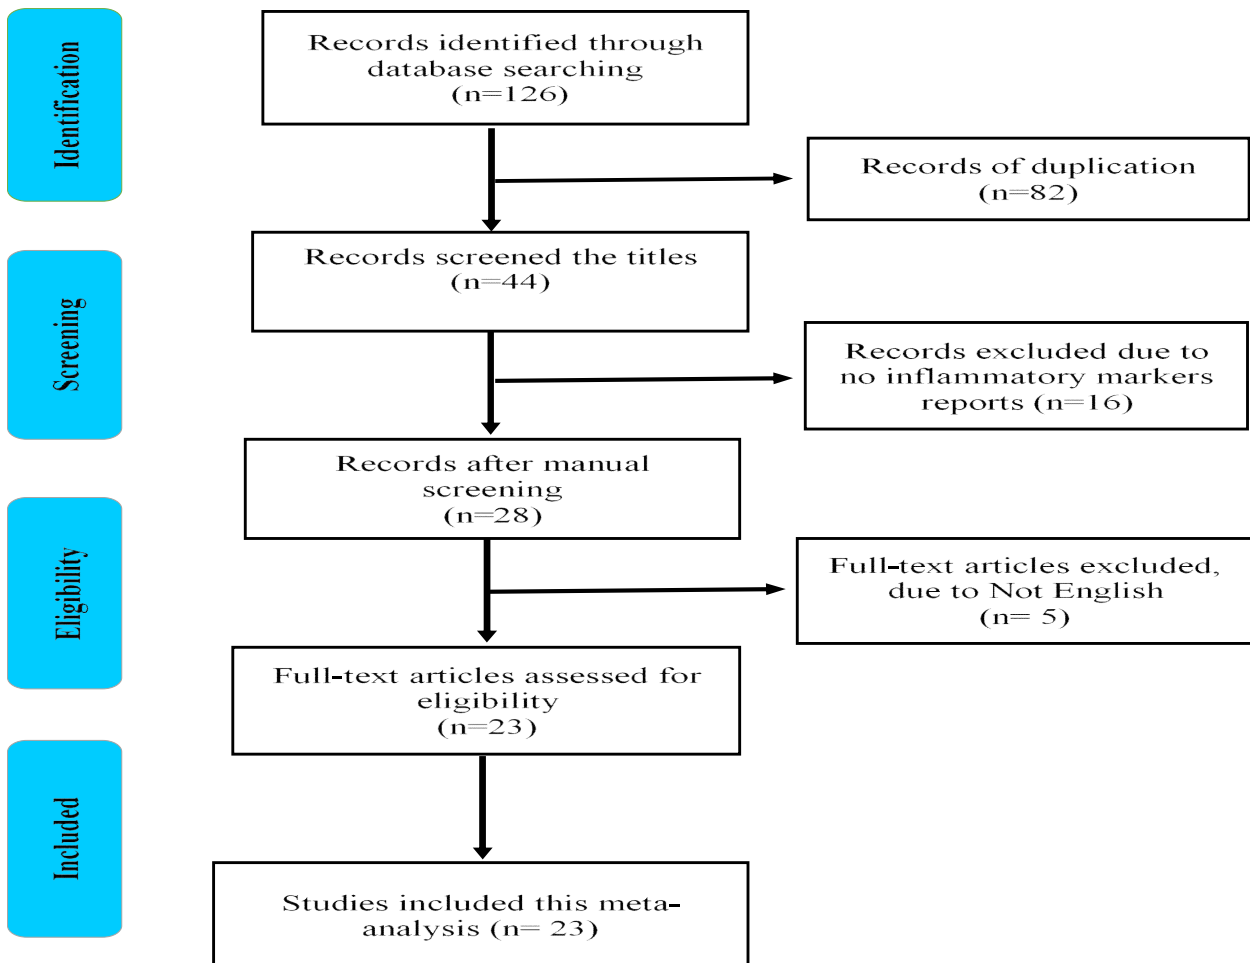 Identification
Records identified through
database searching
(n=126)
Records of duplication
(n=82)
Screening
Records screened the titles
(n=44)
Records excluded due to
no inflammatory markers
reports (n=16)
Eligibility
Records after manual
screening
(n=28)
Full-text articles excluded,
due to Not English
(n= 5)
Full-text articles assessed for
eligibility
(n=23)
Included
Studies included this meta-
analysis (n= 23)